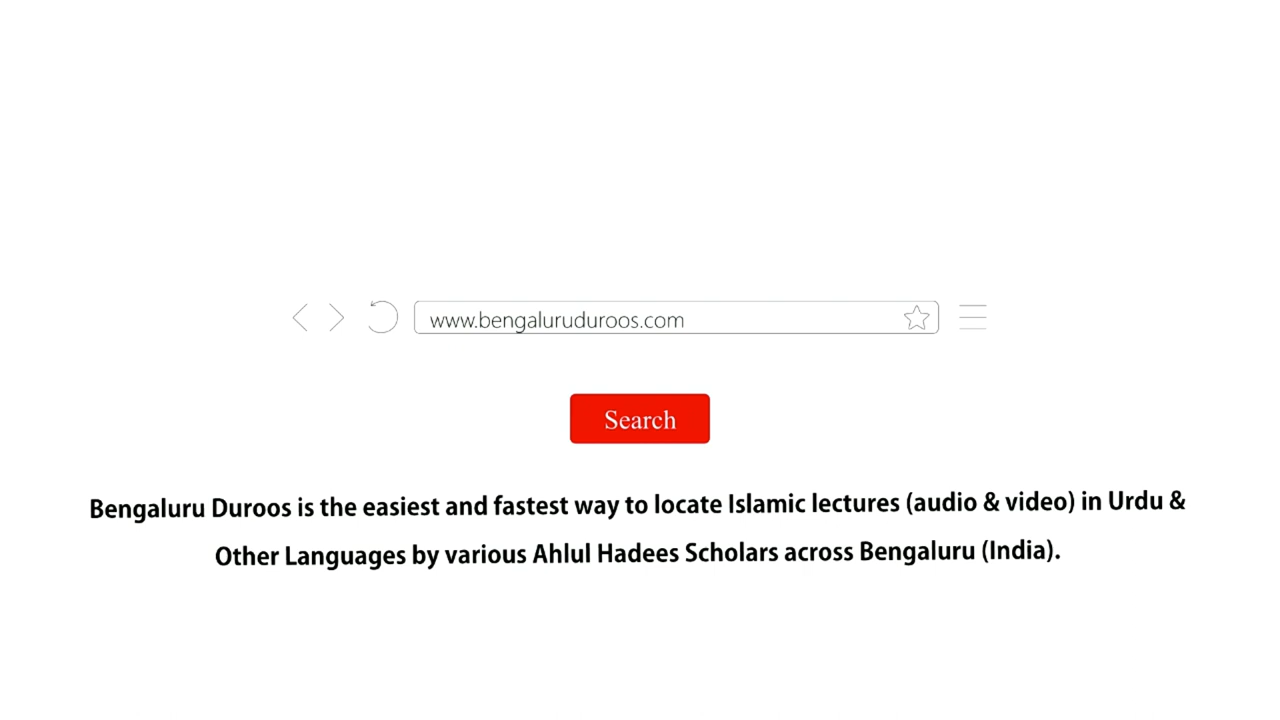 www.bengaluruduroos.com
Search
Bengaluru Duroos is the easiest and fastest way to locate Islamic lectures (audio & video) in Urdu &
Other Languages by various Ahlul Hadees Scholars across Bengaluru (India).